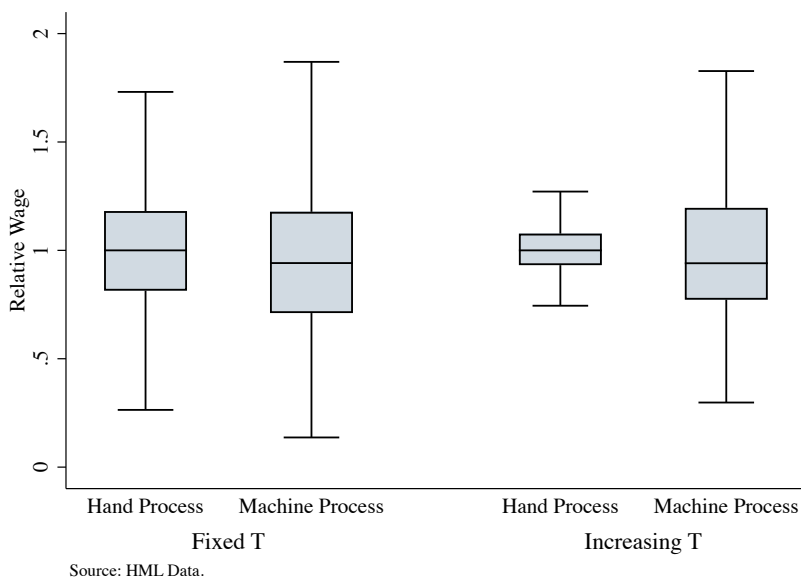 2
1.5
1
.5
0
Relative Wage
Hand Process Machine Process Hand Process Machine Process
Fixed T Increasing T
Source: HML Data.